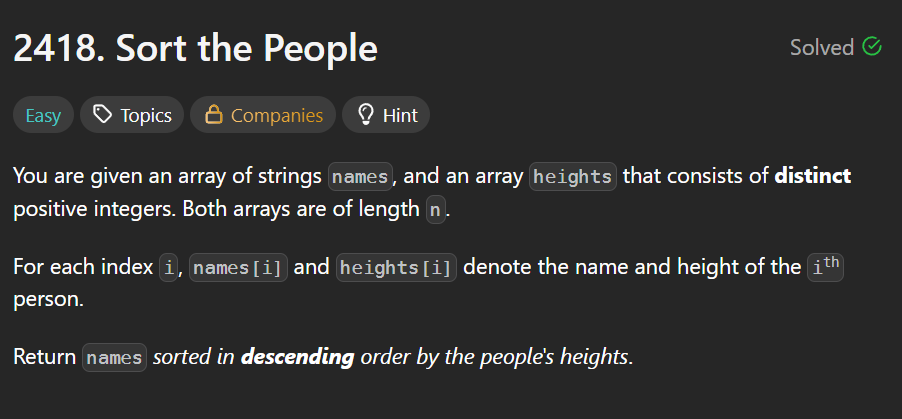 2418. Sort the People
Solved
Easy Topics Companies Hint
You are given an array of strings names, and an array heights that consists of distinct
positive integers. Both arrays are of length n.
For each index i, names[i] and heights[i] denote the name and height of the ith
person.
Return names sorted in descending order by the people's heights.